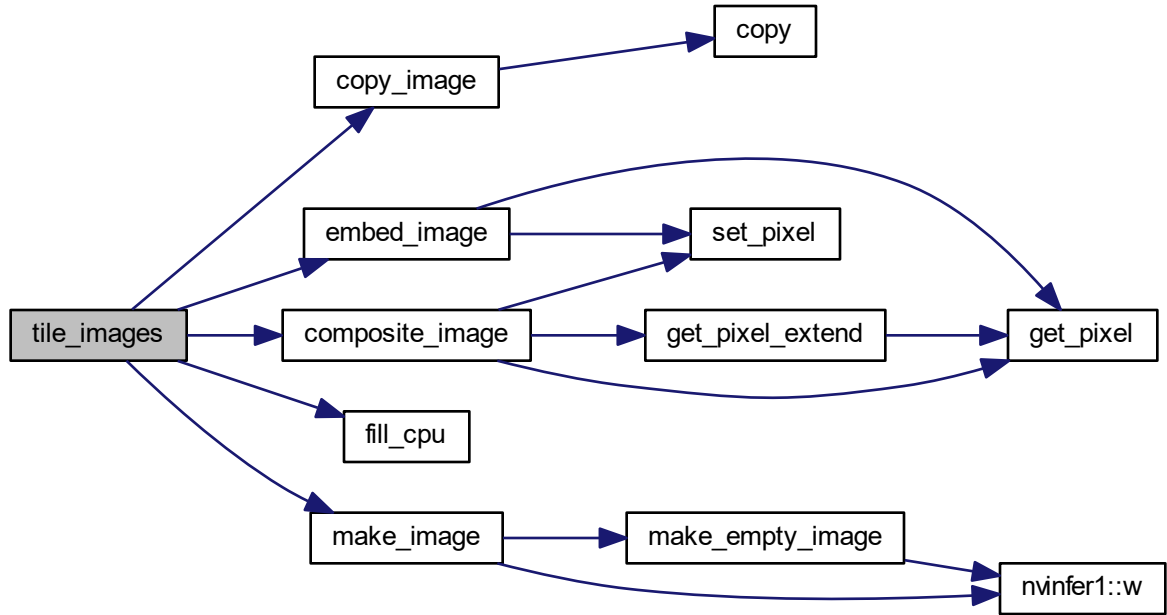 copy
copy_image
embed_image
set_pixel
tile_images
composite_image
get_pixel_extend
get_pixel
fill_cpu
make_image
make_empty_image
nvinfer1::w